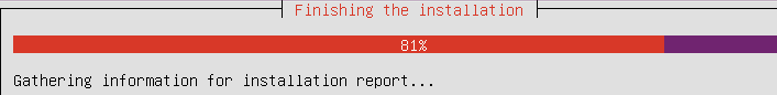 Finishing the installation
81%
Gathering information for installation report...